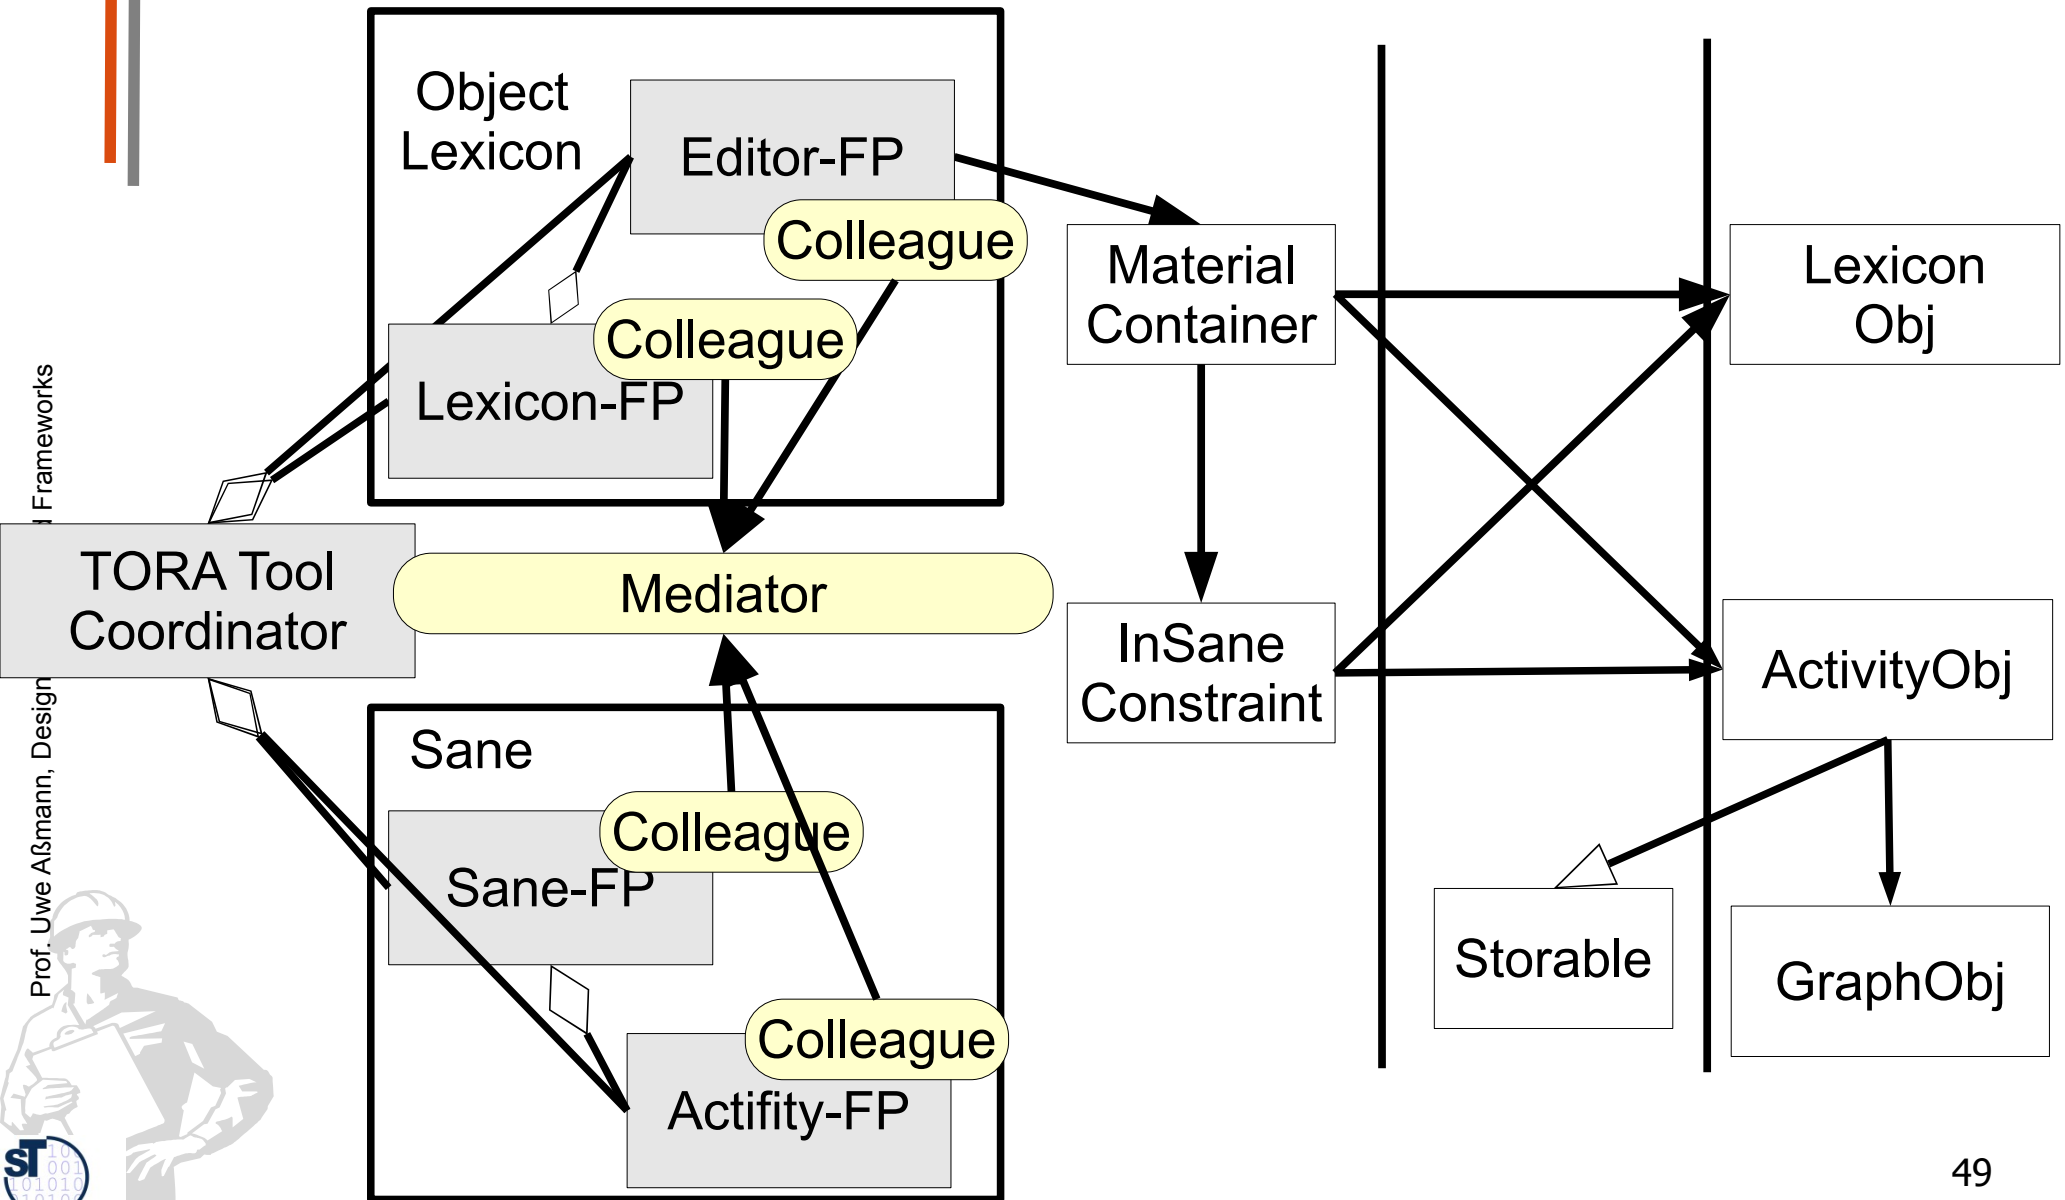 Object
Lexicon
Editor-FP
Colleague
Colleague
Lexicon-FP
Material
Container
Lexicon
Obj
TORA Tool
Coordinator
Mediator
InSane
Constraint
ActivityObj
Sane
Colleague
Sane-FP
Storable
GraphObj
Colleague
Actifity-FP
Prof. Uwe Aßmann, Design
Frameworks
ST
49